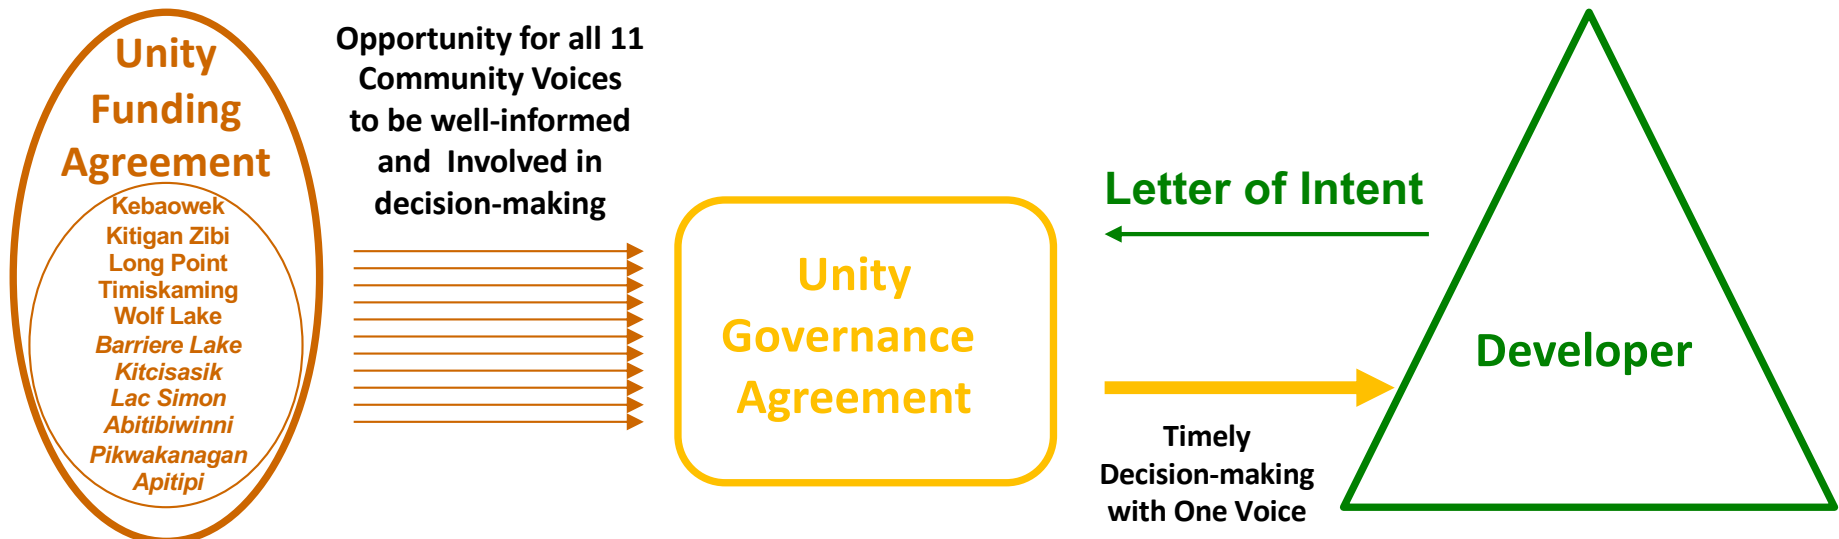 Unity
Funding
Agreement
Kebaowek
Kitigan Zibi
Long Point
Timiskaming
Wolf Lake
Barriere Lake
Kitcisasik
Lac Simon
Abitibiwinni
Pikwakanagan
Apitipi
Opportunity for all 11
Community Voices
to be well-informed
and Involved in
decision-making
Unity
Governance
Agreement
Letter of Intent
Timely
Decision-making
with One Voice
Developer